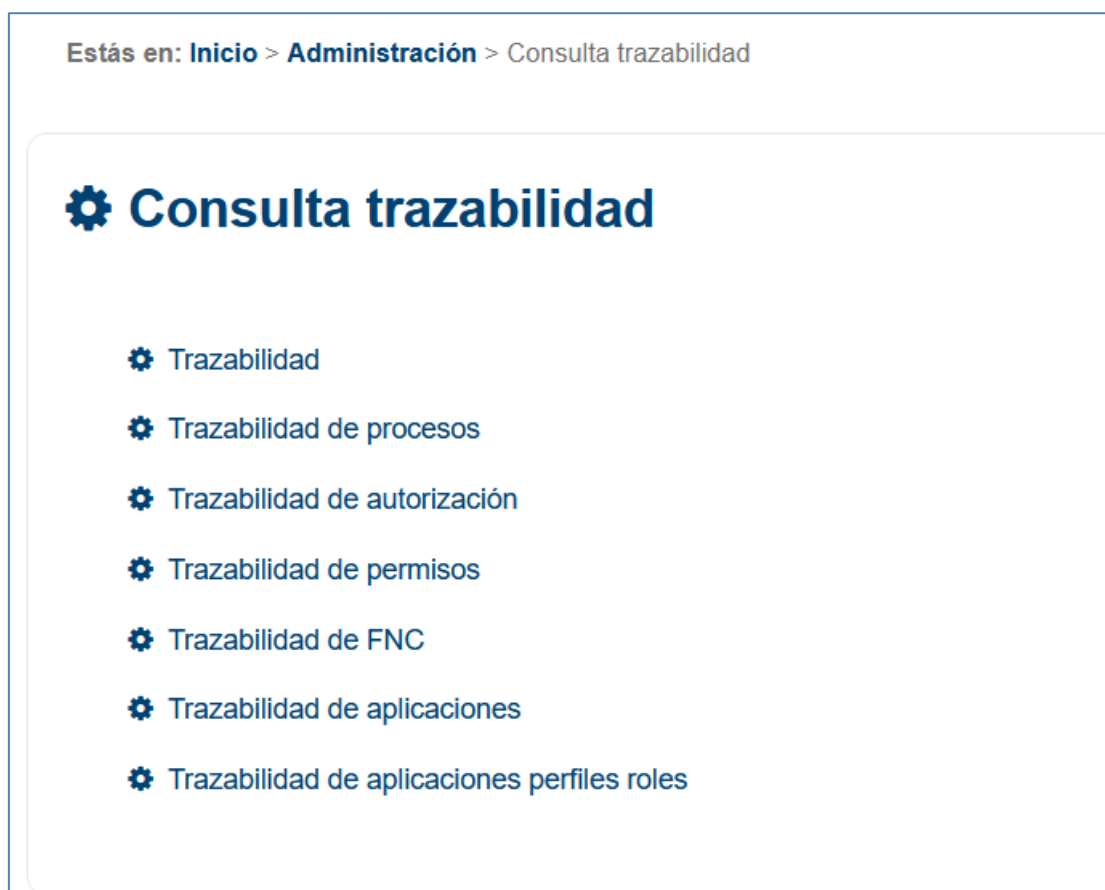 Estás en: Inicio > Administración > Consulta trazabilidad
Consulta trazabilidad
Trazabilidad
Trazabilidad de procesos
Trazabilidad de autorización
Trazabilidad de permisos
Trazabilidad de FNC
Trazabilidad de aplicaciones
Trazabilidad de aplicaciones perfiles roles